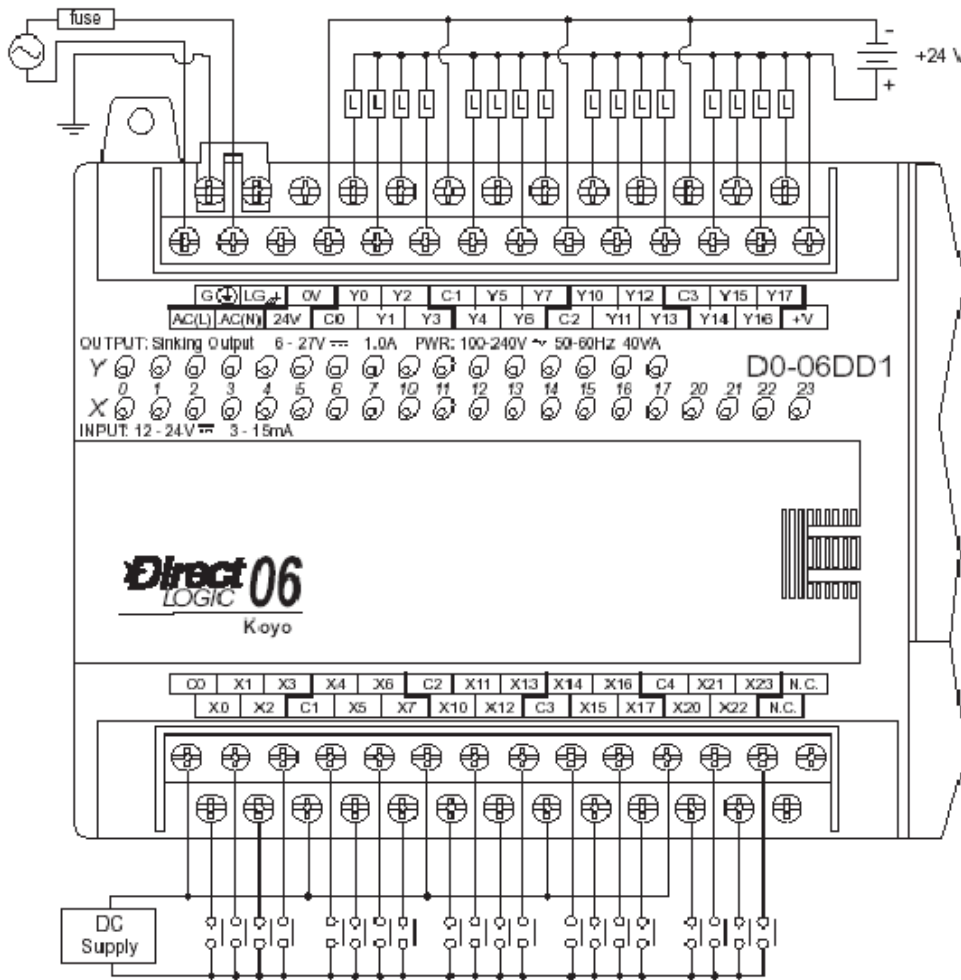 fuse
-
+24 V
+
L L L L L L L L L L L L L L L L
G LG 0V Y0 Y2 C1 Y5 Y7 Y10 Y12 C3 Y15 Y17
AC(L) AC(N) 24V C0 Y1 Y3 Y4 Y6 C2 Y11 Y13 Y14 Y16 +V
OUTPUT: Sinking Output 6 - 27V 1.0A PWR: 100-240V ~ 50-60Hz 40VA
Y
D0-06DD1
0 1 2 3 4 5 6 7 10 11 12 13 14 15 16 17 20 21 22 23
X
INPUT: 12 - 24V 3 - 15mA
Direct
LOGIC 06
Koyo
C0 X1 X3 X4 X6 C2 X11 X13 X14 X16 C4 X21 X23 N.C.
X0 X2 C1 X5 X7 X10 X12 C3 X15 X17 X20 X22 N.C.
DC
Supply